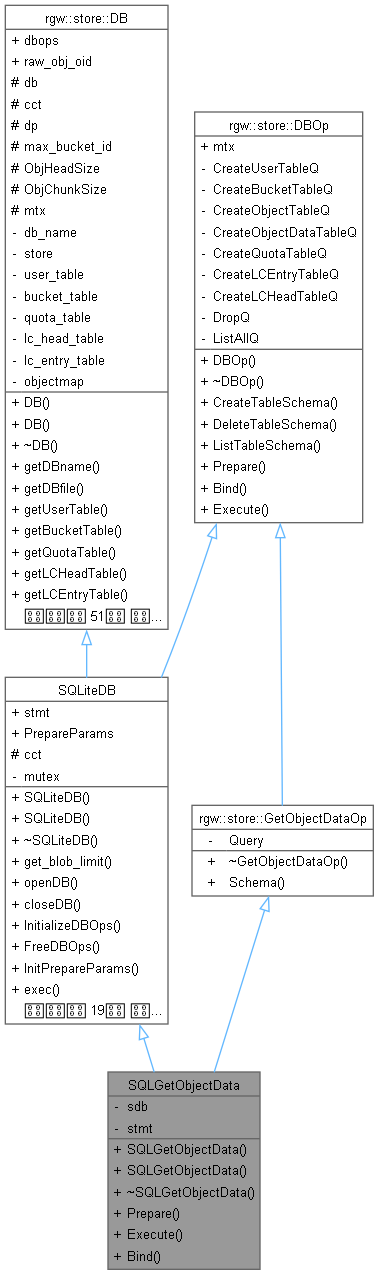 rgw::store::DB
+ dbops
+ raw_obj_oid
# db
# cct
# dp
# max_bucket_id
# ObjHeadSize
# ObjChunkSize
# mtx
- db_name
- store
- user_table
- bucket_table
- quota_table
- lc_head_table
- lc_entry_table
- objectmap
+ DB()
+ DB()
+ ~DB()
+ getDBname()
+ getDBfile()
+ getUserTable()
+ getBucketTable()
+ getQuotaTable()
+ getLCHeadTable()
+ getLCEntryTable()
51 ...
rgw::store::DBOp
+ mtx
- CreateUserTableQ
- CreateBucketTableQ
- CreateObjectTableQ
- CreateObjectDataTableQ
- CreateQuotaTableQ
- CreateLCEntryTableQ
- CreateLCHeadTableQ
- DropQ
- ListAllQ
+ DBOp()
+ ~DBOp()
+ CreateTableSchema()
+ DeleteTableSchema()
+ ListTableSchema()
+ Prepare()
+ Bind()
+ Execute()
SQLiteDB
+ stmt
+ PrepareParams
# cct
- mutex
+ SQLiteDB()
+ SQLiteDB()
+ ~SQLiteDB()
+ get_blob_limit()
+ openDB()
+ closeDB()
+ InitializeDBOps()
+ FreeDBOps()
+ InitPrepareParams()
+ exec()
19 ...
rgw::store::GetObjectDataOp
- Query
+ ~GetObjectDataOp()
+ Schema()
SQLGetObjectData
- sdb
- stmt
+ SQLGetObjectData()
+ SQLGetObjectData()
+ ~SQLGetObjectData()
+ Prepare()
+ Execute()
+ Bind()